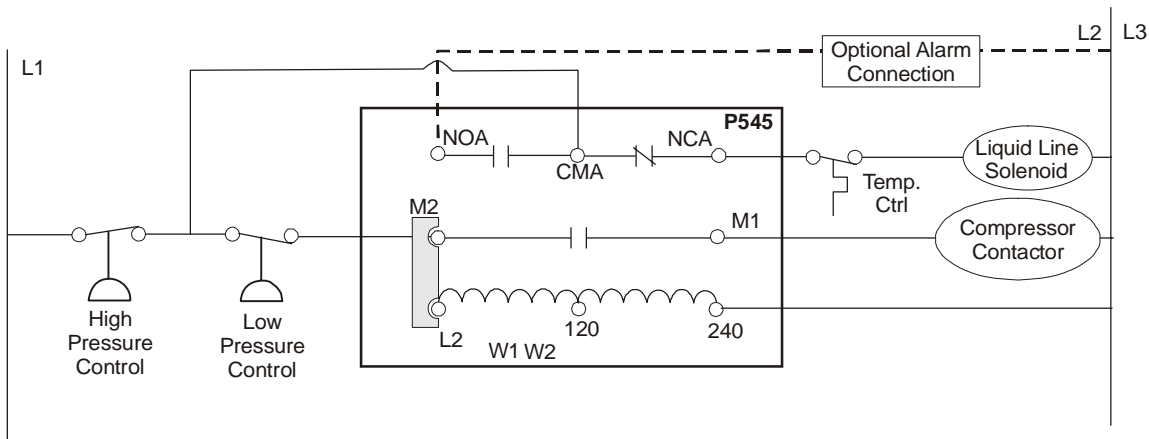 L1
L2
L3
Optional Alarm
Connection
P545
NOA
CMA
NCA
Liquid Line
Solenoid
Temp.
Ctrl
M2
M1
Compressor
Contactor
High
Pressure
Control
Low
Pressure
Control
L2
120
240
W1 W2